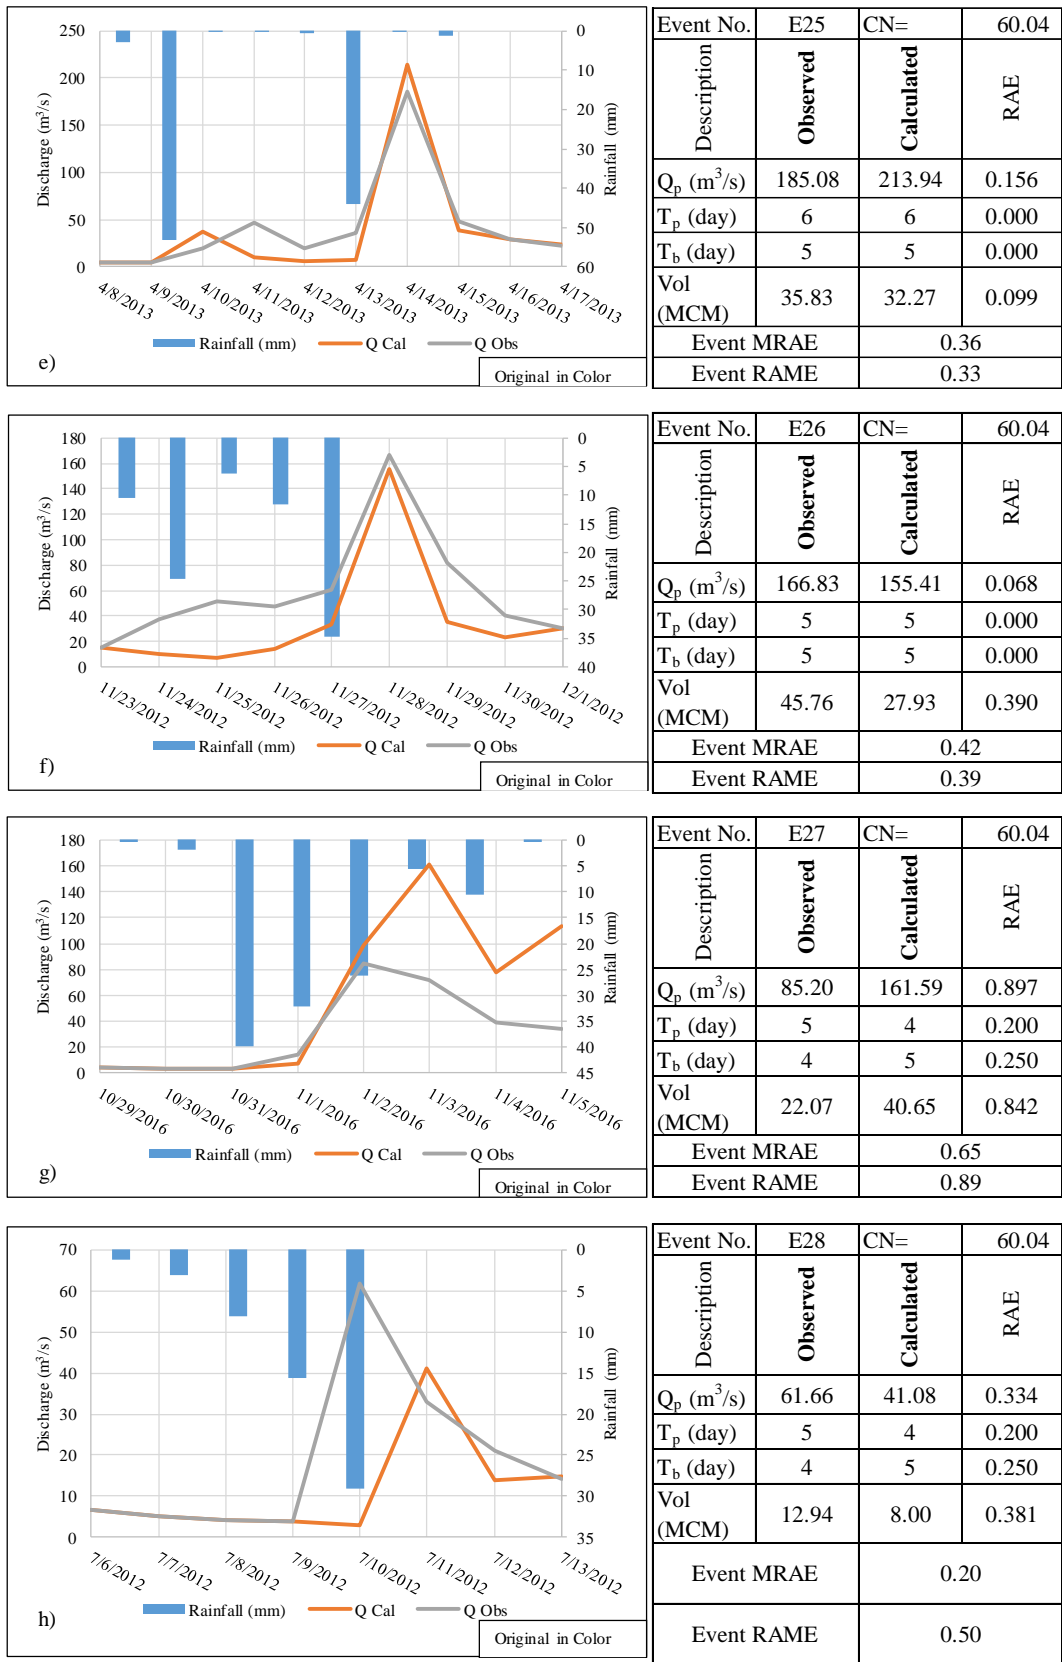 250
200
150
100
50
0
Discharge (m³/s)
0
10
20
30
40
50
60
Rainfall (mm)
4/8/2013
4/9/2013
4/10/2013
4/11/2013
4/12/2013
4/13/2013
4/14/2013
4/15/2013
4/16/2013
4/17/2013
Rainfall (mm) Q Cal Q Obs
e)
Original in Color
Event No. E25 CN= 60.04
Description Observed Calculated RAE
Qp (m³/s) 185.08 213.94 0.156
Tp (day) 6 6 0.000
Tb (day) 5 5 0.000
Vol
(MCM) 35.83 32.27 0.099
Event MRAE 0.36
Event RAME 0.33
180
160
140
120
100
80
60
40
20
0
Discharge (m³/s)
0
5
10
15
20
25
30
35
40
Rainfall (mm)
11/23/2012
11/24/2012
11/25/2012
11/26/2012
11/27/2012
11/28/2012
11/29/2012
11/30/2012
12/1/2012
Rainfall (mm) Q Cal Q Obs
f)
Original in Color
Event No. E26 CN= 60.04
Description Observed Calculated RAE
Qp (m³/s) 166.83 155.41 0.068
Tp (day) 5 5 0.000
Tb (day) 5 5 0.000
Vol
(MCM) 45.76 27.93 0.390
Event MRAE 0.42
Event RAME 0.39
180
160
140
120
100
80
60
40
20
0
Discharge (m³/s)
0
5
10
15
20
25
30
35
40
45
Rainfall (mm)
10/29/2016
10/30/2016
10/31/2016
11/1/2016
11/2/2016
11/3/2016
11/4/2016
11/5/2016
Rainfall (mm) Q Cal Q Obs
g)
Original in Color
Event No. E27 CN= 60.04
Description Observed Calculated RAE
Qp (m³/s) 85.20 161.59 0.897
Tp (day) 5 4 0.200
Tb (day) 4 5 0.250
Vol
(MCM) 22.07 40.65 0.842
Event MRAE 0.65
Event RAME 0.89
70
60
50
40
30
20
10
0
Discharge (m³/s)
0
5
10
15
20
25
30
35
Rainfall (mm)
7/6/2012
7/7/2012
7/8/2012
7/9/2012
7/10/2012
7/11/2012
7/12/2012
7/13/2012
Rainfall (mm) Q Cal Q Obs
h)
Original in Color
Event No. E28 CN= 60.04
Description Observed Calculated RAE
Qp (m³/s) 61.66 41.08 0.334
Tp (day) 5 4 0.200
Tb (day) 4 5 0.250
Vol
(MCM) 12.94 8.00 0.381
Event MRAE 0.20
Event RAME 0.50